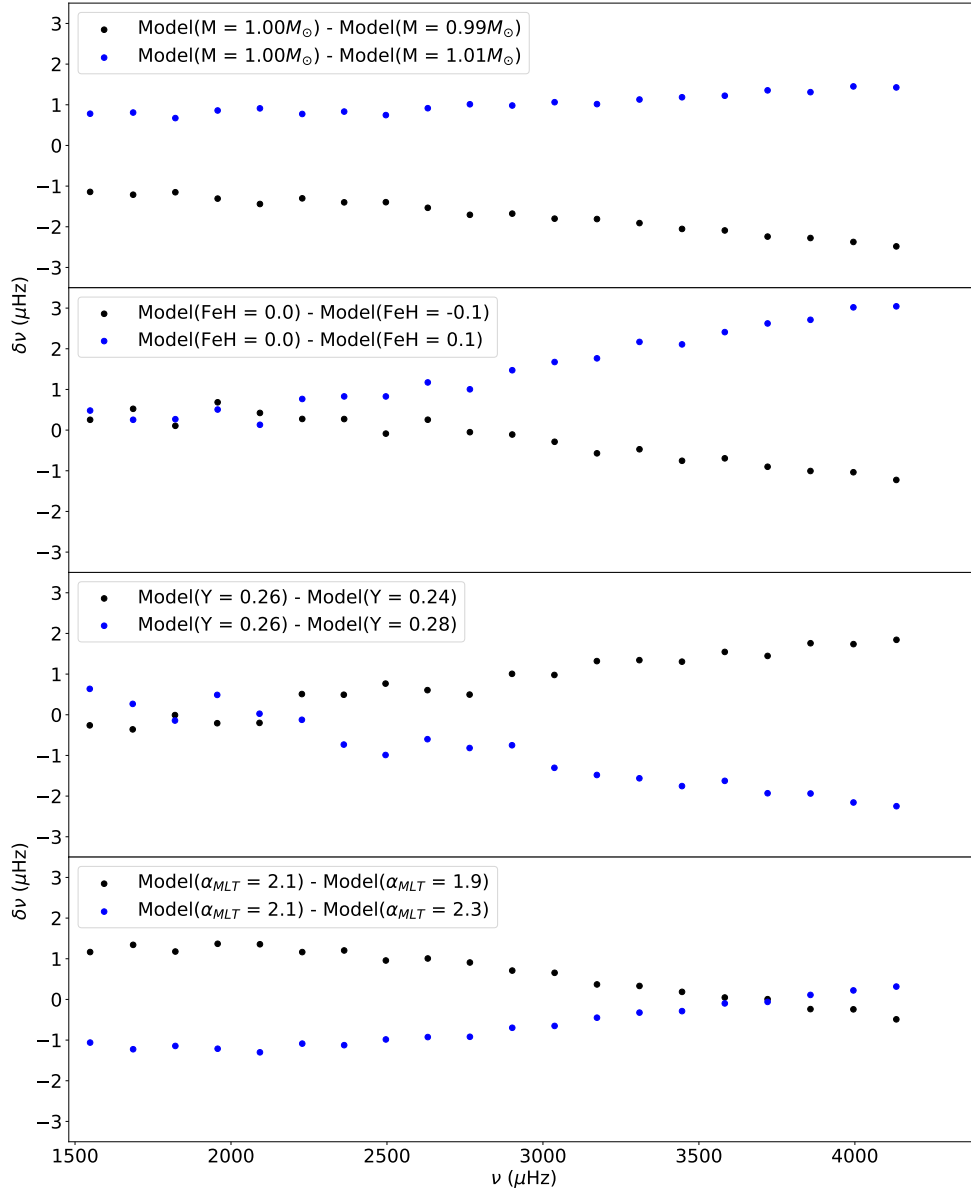 3
2
1
0
−1
−2
−3
Model(M = 1.00M⊙) - Model(M = 0.99M⊙)
Model(M = 1.00M⊙) - Model(M = 1.01M⊙)
δν (μHz)
3
2
1
0
−1
−2
−3
Model(FeH = 0.0) - Model(FeH = -0.1)
Model(FeH = 0.0) - Model(FeH = 0.1)
3
2
1
0
−1
−2
−3
Model(Y = 0.26) - Model(Y = 0.24)
Model(Y = 0.26) - Model(Y = 0.28)
δν (μHz)
3
2
1
0
−1
−2
−3
Model(α_MLT = 2.1) - Model(α_MLT = 1.9)
Model(α_MLT = 2.1) - Model(α_MLT = 2.3)
1500 2000 2500 3000 3500 4000
ν (μHz)